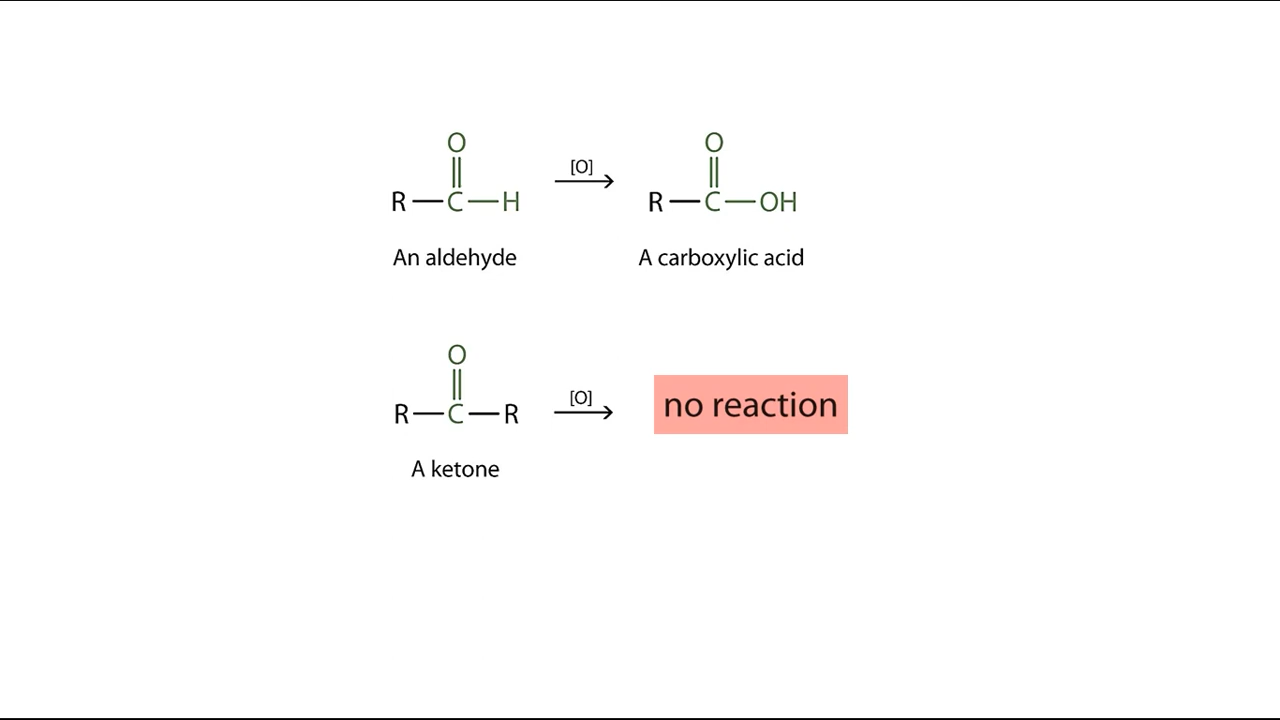 O
[O]
O
R—C—H
R—C—OH
An aldehyde
A carboxylic acid
O
[O]
no reaction
R—C—R
A ketone